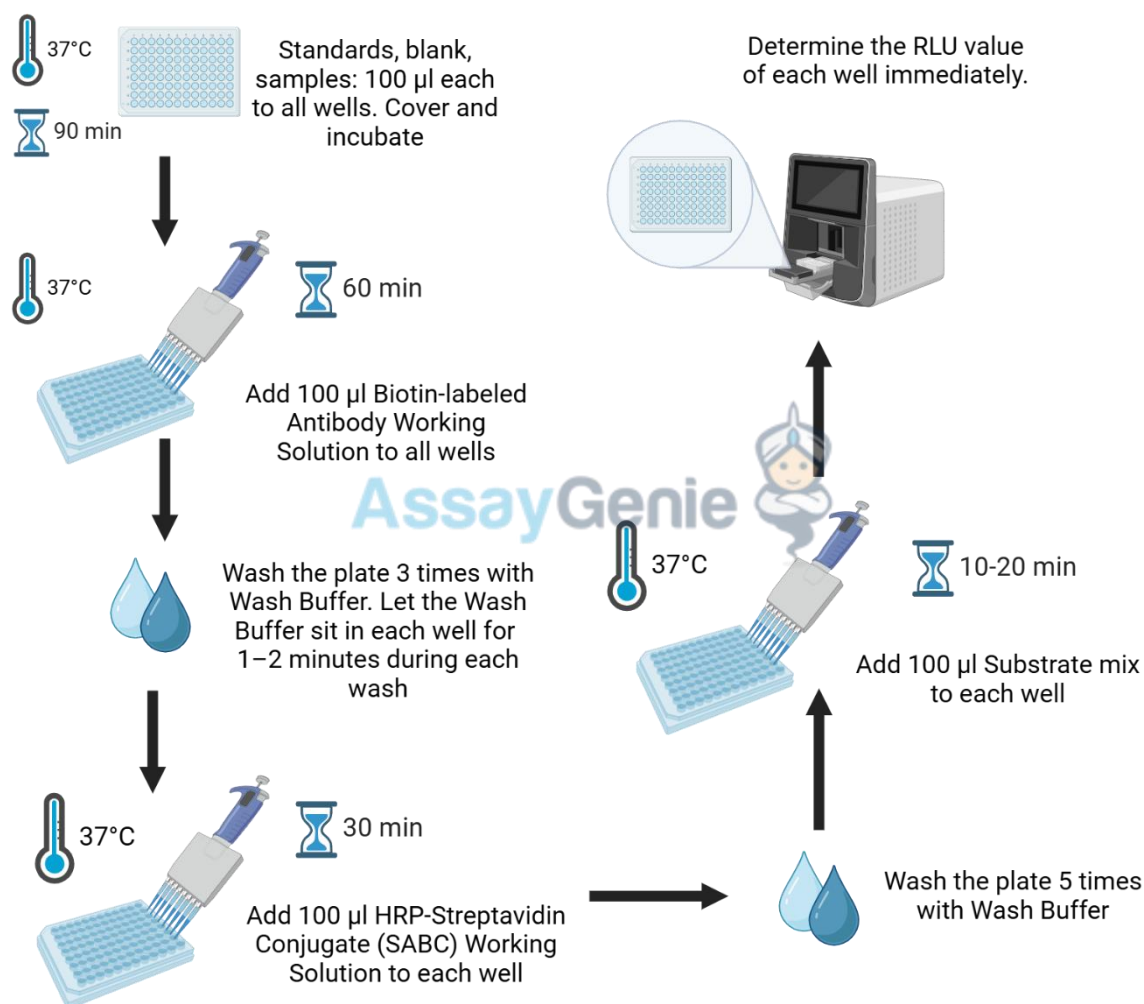 37°C
90 min
Standards, blank,
samples: 100 µl each
to all wells. Cover and
incubate
37°C
60 min
Add 100 µl Biotin-labeled
Antibody Working
Solution to all wells
Wash the plate 3 times with
Wash Buffer. Let the Wash
Buffer sit in each well for
1–2 minutes during each
wash
37°C
30 min
Add 100 µl HRP-Streptavidin
Conjugate (SABC) Working
Solution to each well
Wash the plate 5 times
with Wash Buffer
37°C
10-20 min
Add 100 µl Substrate mix
to each well
Determine the RLU value
of each well immediately.
AssayGenie